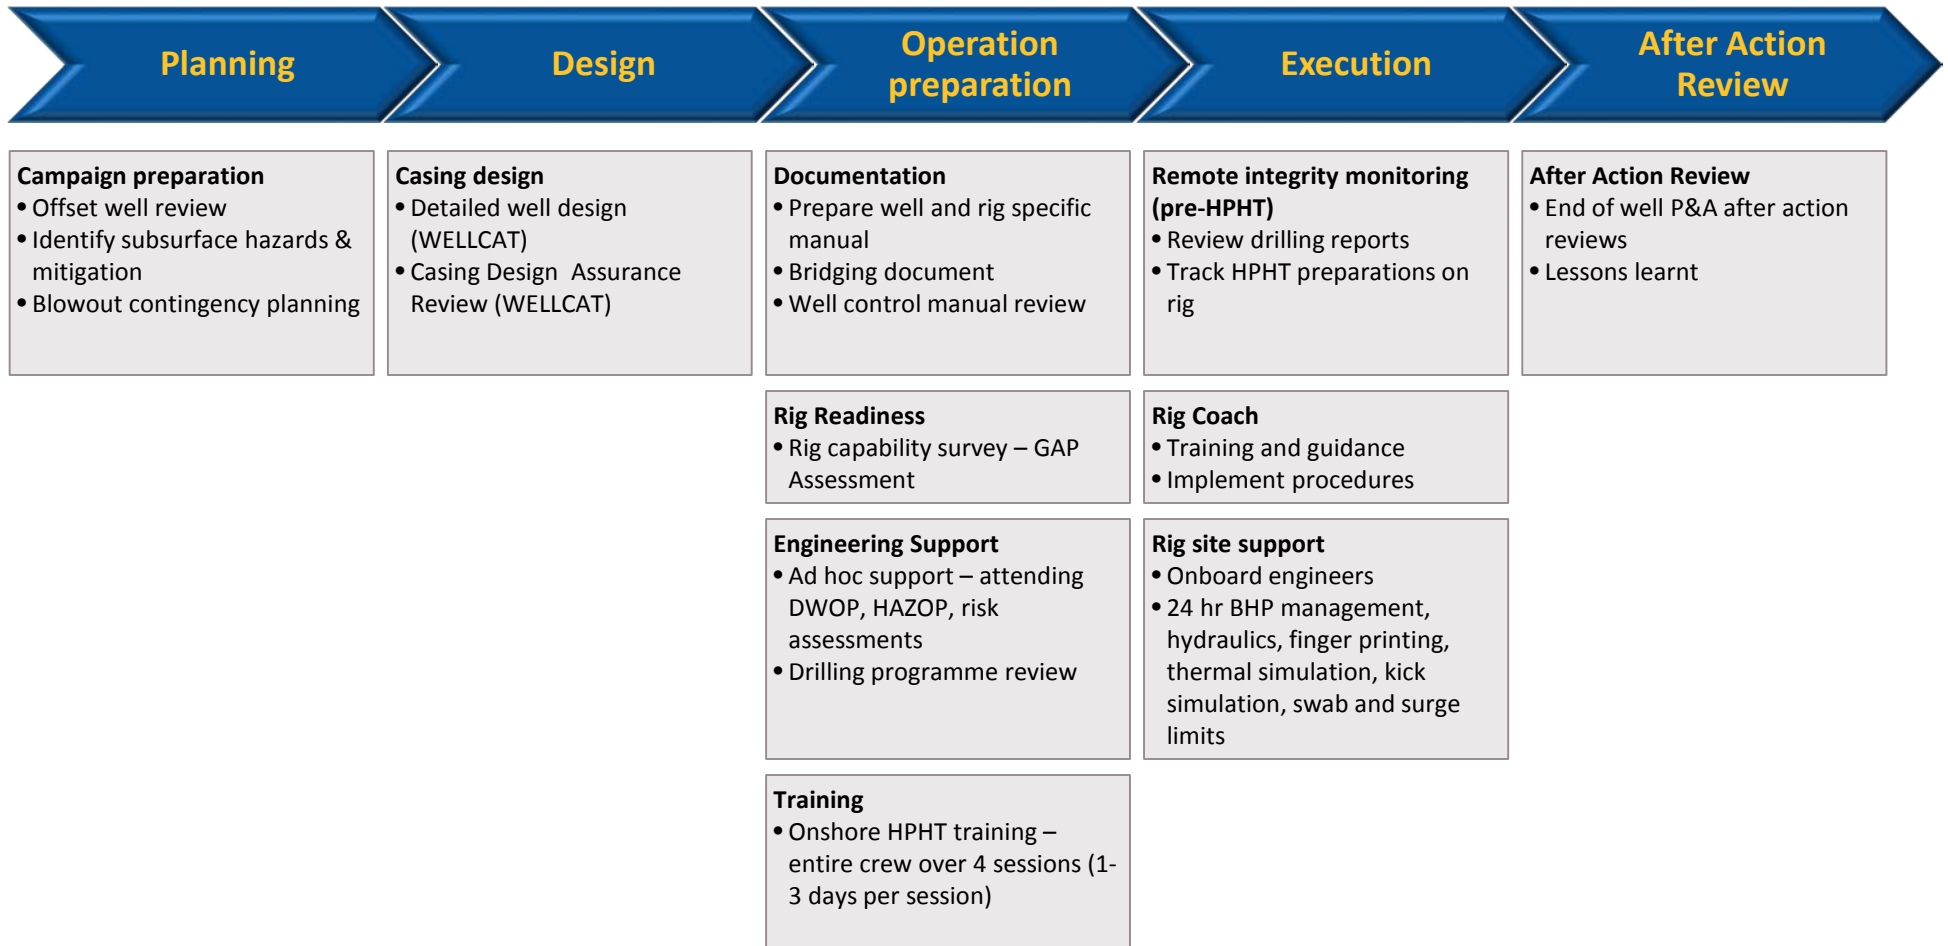 Planning
Design
Operation
preparation
Execution
After Action
Review
Campaign preparation
• Offset well review
• Identify subsurface hazards &
mitigation
• Blowout contingency planning
Casing design
• Detailed well design
(WELLCAT)
• Casing Design Assurance
Review (WELLCAT)
Documentation
• Prepare well and rig specific
manual
• Bridging document
• Well control manual review
Remote integrity monitoring
(pre-HPHT)
• Review drilling reports
• Track HPHT preparations on
rig
After Action Review
• End of well P&A after action
reviews
• Lessons learnt
Rig Readiness
• Rig capability survey – GAP
Assessment
Rig Coach
• Training and guidance
• Implement procedures
Engineering Support
• Ad hoc support – attending
DWOP, HAZOP, risk
assessments
• Drilling programme review
Rig site support
• Onboard engineers
• 24 hr BHP management,
hydraulics, finger printing,
thermal simulation, kick
simulation, swab and surge
limits
Training
• Onshore HPHT training –
entire crew over 4 sessions (1-
3 days per session)